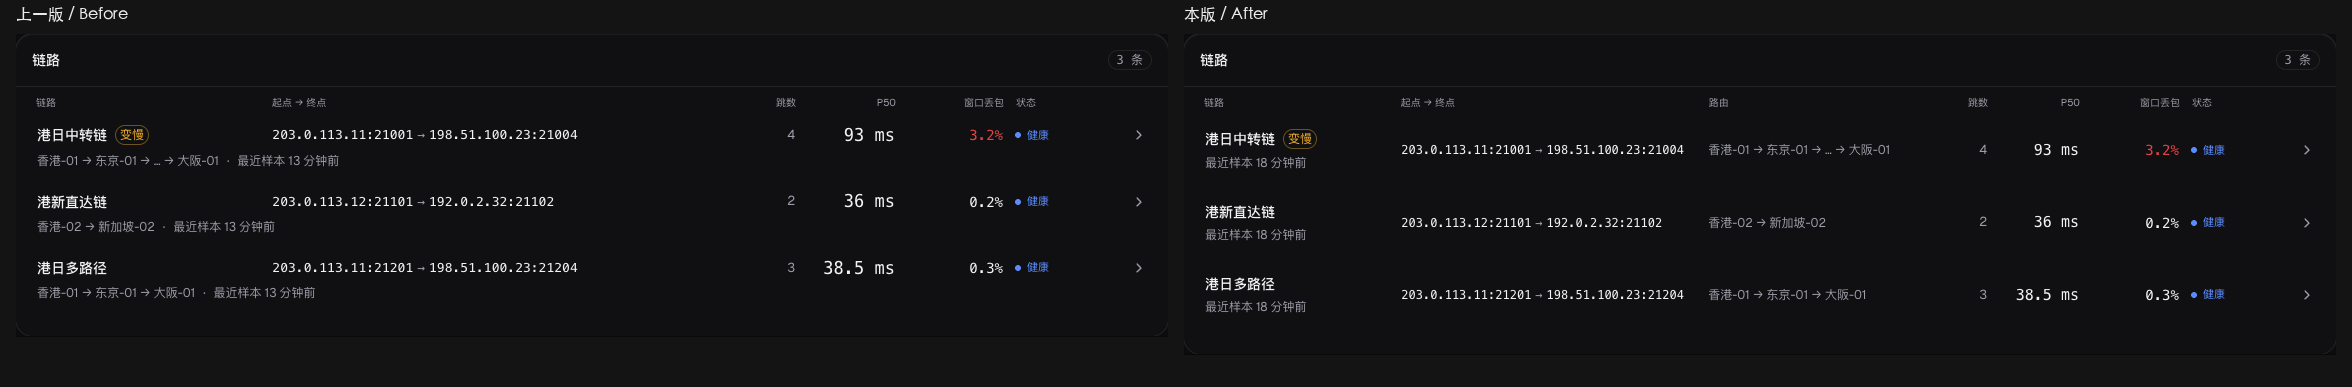 上一版 / Before
链路
3 条
链路 起点 → 终点 跳数 P50 窗口丢包 状态
港日中转链 变慢 203.0.113.11:21001 → 198.51.100.23:21004 4 93 ms 3.2% 健康
香港-01 → 东京-01 → … → 大阪-01 · 最近样本 13 分钟前
港新直达链 203.0.113.12:21101 → 192.0.2.32:21102 2 36 ms 0.2% 健康
香港-02 → 新加坡-02 · 最近样本 13 分钟前
港日多路径 203.0.113.11:21201 → 198.51.100.23:21204 3 38.5 ms 0.3% 健康
香港-01 → 东京-01 → 大阪-01 · 最近样本 13 分钟前
本版 / After
链路
3 条
链路 起点 → 终点 路由 跳数 P50 窗口丢包 状态
港日中转链 变慢
最近样本 18 分钟前
203.0.113.11:21001 → 198.51.100.23:21004 香港-01 → 东京-01 → … → 大阪-01 4 93 ms 3.2% 健康
港新直达链
最近样本 18 分钟前
203.0.113.12:21101 → 192.0.2.32:21102 香港-02 → 新加坡-02 2 36 ms 0.2% 健康
港日多路径
最近样本 18 分钟前
203.0.113.11:21201 → 198.51.100.23:21204 香港-01 → 东京-01 → 大阪-01 3 38.5 ms 0.3% 健康